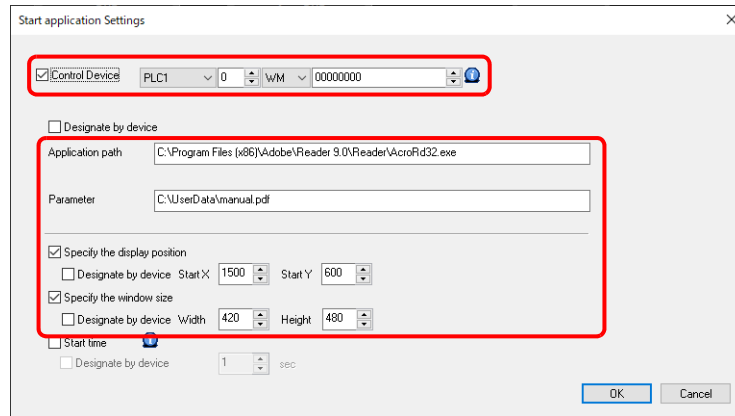 Start application Settings
Control Device PLC1 0 WM 00000000
Designate by device
Application path C:\Program Files (x86)\Adobe\Reader 9.0\Reader\AcroRd32.exe
Parameter C:\UserData\manual.pdf
Specify the display position
Designate by device Start X 1500 Start Y 600
Specify the window size
Designate by device Width 420 Height 480
Start time
Designate by device 1 sec
OK Cancel